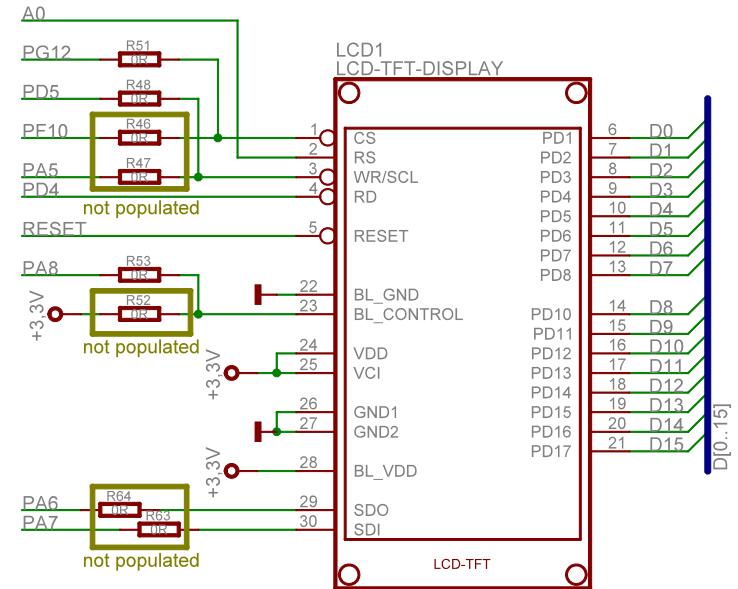 A0
LCD1
LCD-TFT-DISPLAY
PG12
R51
0R
PD5
R48
0R
PF10
R46
0R
PA5
R47
0R
PD4
not populated
RESET
PA8
R53
0R
+3,3V
R52
0R
not populated
+3,3V
+3,3V
PA6
R64
0R
PA7
R63
0R
not populated
1 CS
2 RS
3 WR/SCL
4 RD
5 RESET
22 BL_GND
23 BL_CONTROL
24 VDD
25 VCI
26 GND1
27 GND2
28 BL_VDD
29 SDO
30 SDI
PD1 6 D0
PD2 7 D1
PD3 8 D2
PD4 9 D3
PD5 10 D4
PD6 11 D5
PD7 12 D6
PD8 13 D7
PD10 14 D8
PD11 15 D9
PD12 16 D10
PD13 17 D11
PD14 18 D12
PD15 19 D13
PD16 20 D14
PD17 21 D15
D[0..15]
LCD-TFT